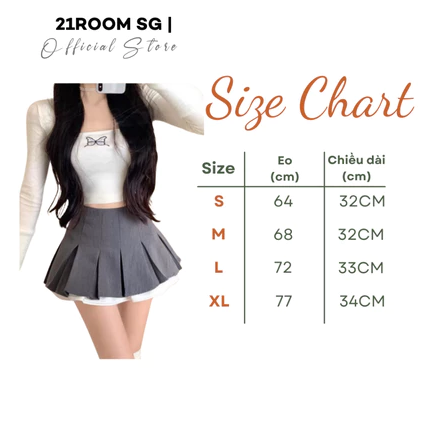 21ROOM SG |
Official Store
Size Chart
Size Eo (cm) Chiều dài (cm)
S 64 32CM
M 68 32CM
L 72 33CM
XL 77 34CM